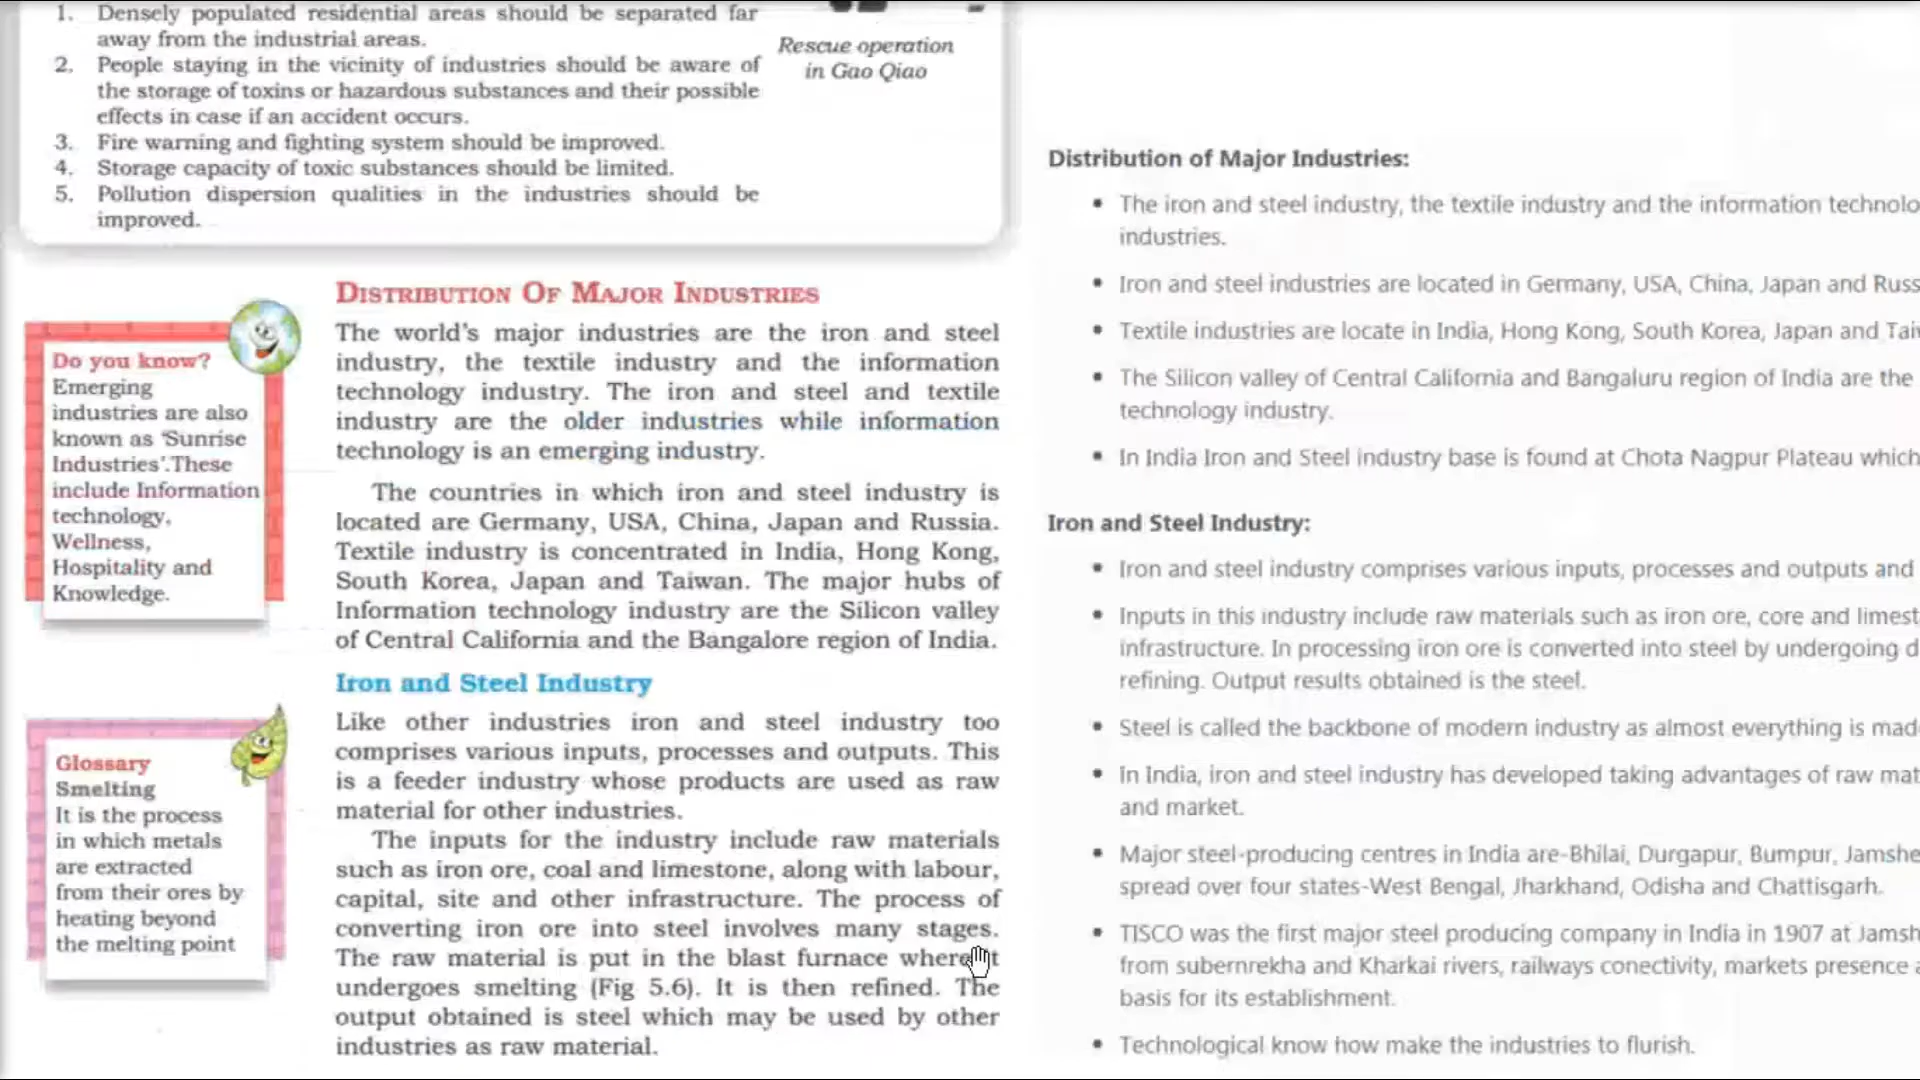 1. Densely populated residential areas should be separated far
away from the industrial areas.
2. People staying in the vicinity of industries should be aware of
the storage of toxins or hazardous substances and their possible
effects in case if an accident occurs.
3. Fire warning and fighting system should be improved.
4. Storage capacity of toxic substances should be limited.
5. Pollution dispersion qualities in the industries should be
improved.
Rescue operation
in Gao Qiao
DISTRIBUTION OF MAJOR INDUSTRIES
The world's major industries are the iron and steel
industry, the textile industry and the information
technology industry. The iron and steel and textile
industry are the older industries while information
technology is an emerging industry.
The countries in which iron and steel industry is
located are Germany, USA, China, Japan and Russia.
Textile industry is concentrated in India, Hong Kong,
South Korea, Japan and Taiwan. The major hubs of
Information technology industry are the Silicon valley
of Central California and the Bangalore region of India.
Iron and Steel Industry
Like other industries iron and steel industry too
comprises various inputs, processes and outputs. This
is a feeder industry whose products are used as raw
material for other industries.
The inputs for the industry include raw materials
such as iron ore, coal and limestone, along with labour,
capital, site and other infrastructure. The process of
converting iron ore into steel involves many stages.
The raw material is put in the blast furnace where it
undergoes smelting (Fig 5.6). It is then refined. The
output obtained is steel which may be used by other
industries as raw material.
Do you know?
Emerging
industries are also
known as 'Sunrise
Industries'.These
include Information
technology,
Wellness,
Hospitality and
Knowledge.
Glossary
Smelting
It is the process
in which metals
are extracted
from their ores by
heating beyond
the melting point
Distribution of Major Industries:
• The iron and steel industry, the textile industry and the information technolo
industries.
• Iron and steel industries are located in Germany, USA, China, Japan and Russ
• Textile industries are locate in India, Hong Kong, South Korea, Japan and Tai
• The Silicon valley of Central California and Bangaluru region of India are the
technology industry.
• In India Iron and Steel industry base is found at Chota Nagpur Plateau which
Iron and Steel Industry:
• Iron and steel industry comprises various inputs, processes and outputs and
• Inputs in this industry include raw materials such as iron ore, core and limest
infrastructure. In processing iron ore is converted into steel by undergoing d
refining. Output results obtained is the steel.
• Steel is called the backbone of modern industry as almost everything is mad
• In India, iron and steel industry has developed taking advantages of raw mat
and market.
• Major steel-producing centres in India are-Bhilai, Durgapur, Bumpur, Jamshe
spread over four states-West Bengal, Jharkhand, Odisha and Chattisgarh.
• TISCO was the first major steel producing company in India in 1907 at Jamsh
from subernrekha and Kharkai rivers, railways conectivity, markets presence a
basis for its establishment.
• Technological know how make the industries to flurish.